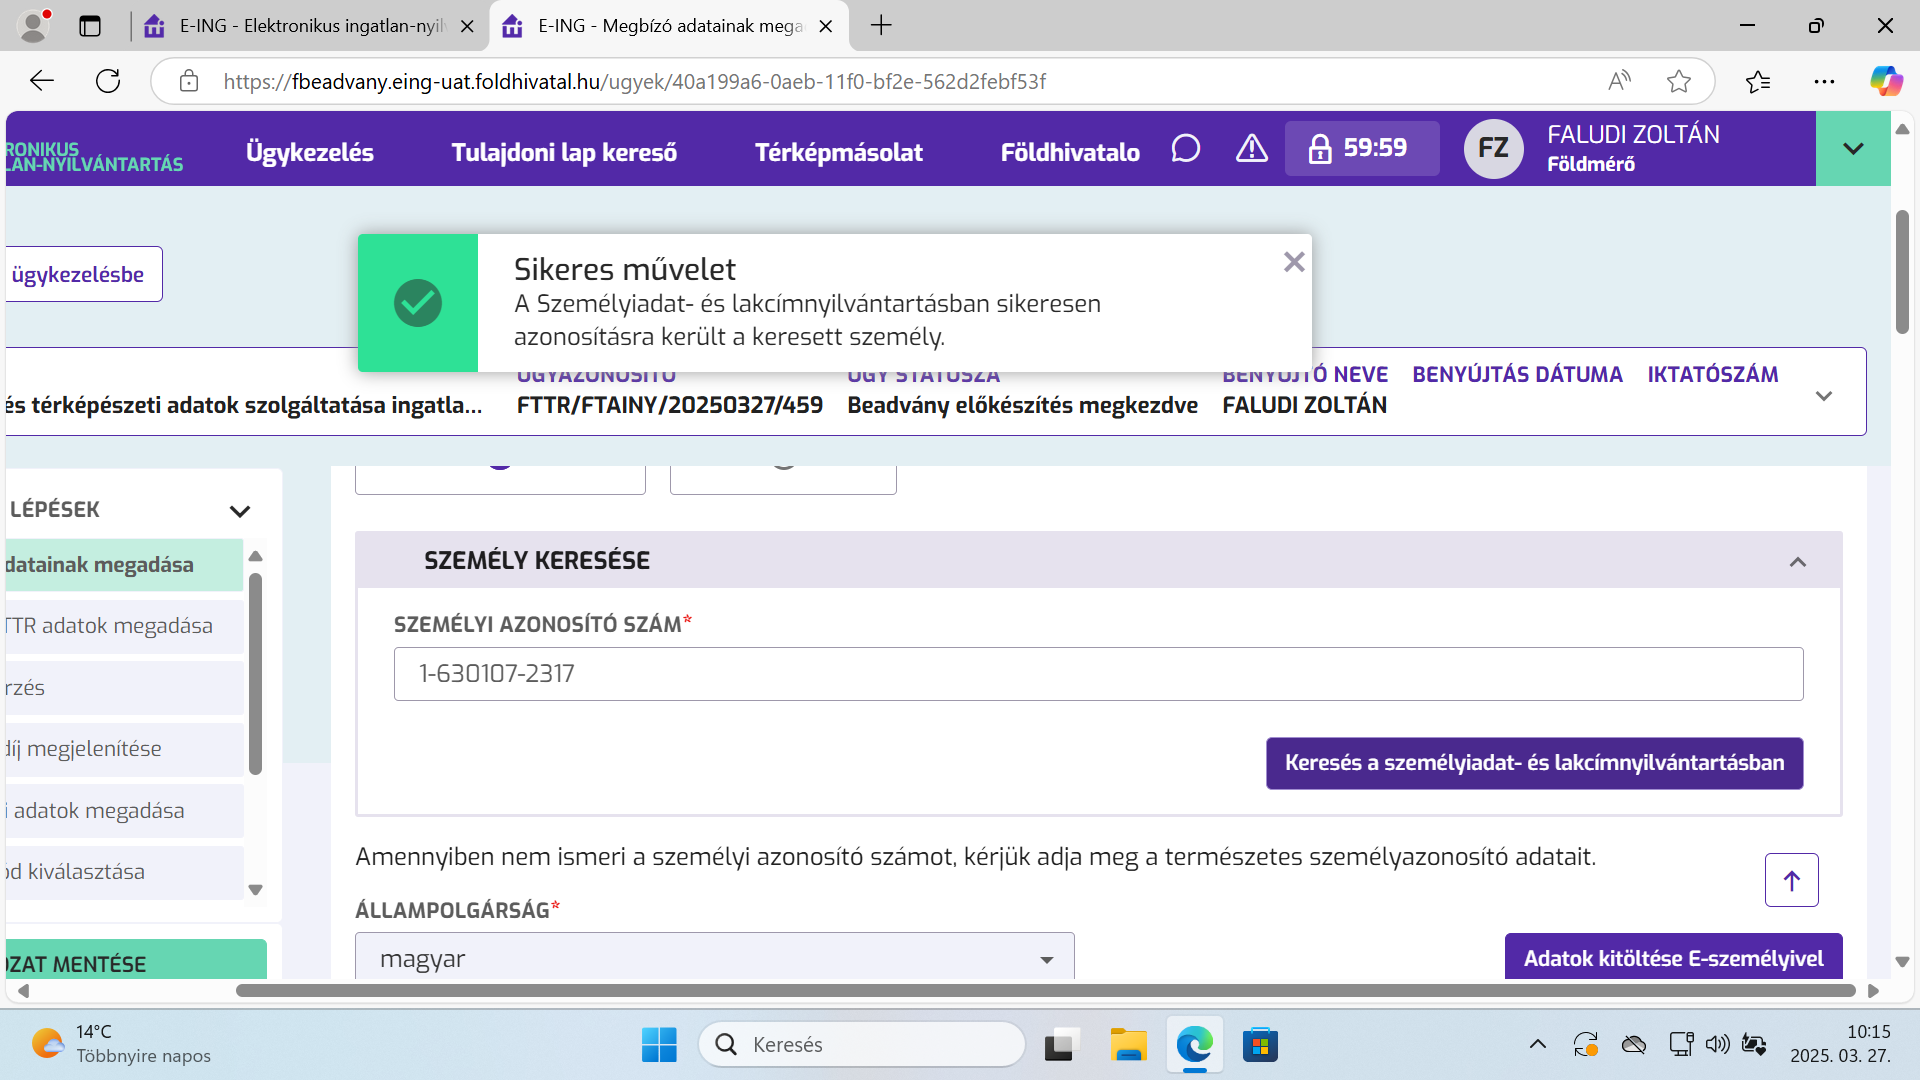 E-ING - Elektronikus ingatlan-nyil
E-ING - Megbízó adatainak mega
https://fbeadvany.eing-uat.foldhivatal.hu/ugyek/40a199a6-0aeb-11f0-bf2e-562d2febf53f
RONIKUS
LAN-NYILVÁNTARTÁS
Ügykezelés
Tulajdoni lap kereső
Térképmásolat
Földhivatalo
59:59
FZ
FALUDI ZOLTÁN
Földmérő
ügykezelésbe
Sikeres művelet
A Személyiadat- és lakcímnyilvántartásban sikeresen
azonosításra került a keresett személy.
ÜGYAZONOSÍTÓ
ÜGY STÁTUSZA
BENYÚJTÓ NEVE
BENYÚJTÁS DÁTUMA
IKTATÓSZÁM
és térképészeti adatok szolgáltatása ingatla...
FTTR/FTAINY/20250327/459
Beadvány előkészítés megkezdve
FALUDI ZOLTÁN
LÉPÉSEK
datainak megadása
TTR adatok megadása
rzés
díj megjelenítése
i adatok megadása
ód kiválasztása
OZAT MENTÉSE
SZEMÉLY KERESÉSE
SZEMÉLYI AZONOSÍTÓ SZÁM*
1-630107-2317
Keresés a személyiadat- és lakcímnyilvántartásban
Amennyiben nem ismeri a személyi azonosító számot, kérjük adja meg a természetes személyazonosító adatait.
ÁLLAMPOLGÁRSÁG*
magyar
Adatok kitöltése E-személyivel
14°C
Többnyire napos
Keresés
10:15
2025. 03. 27.